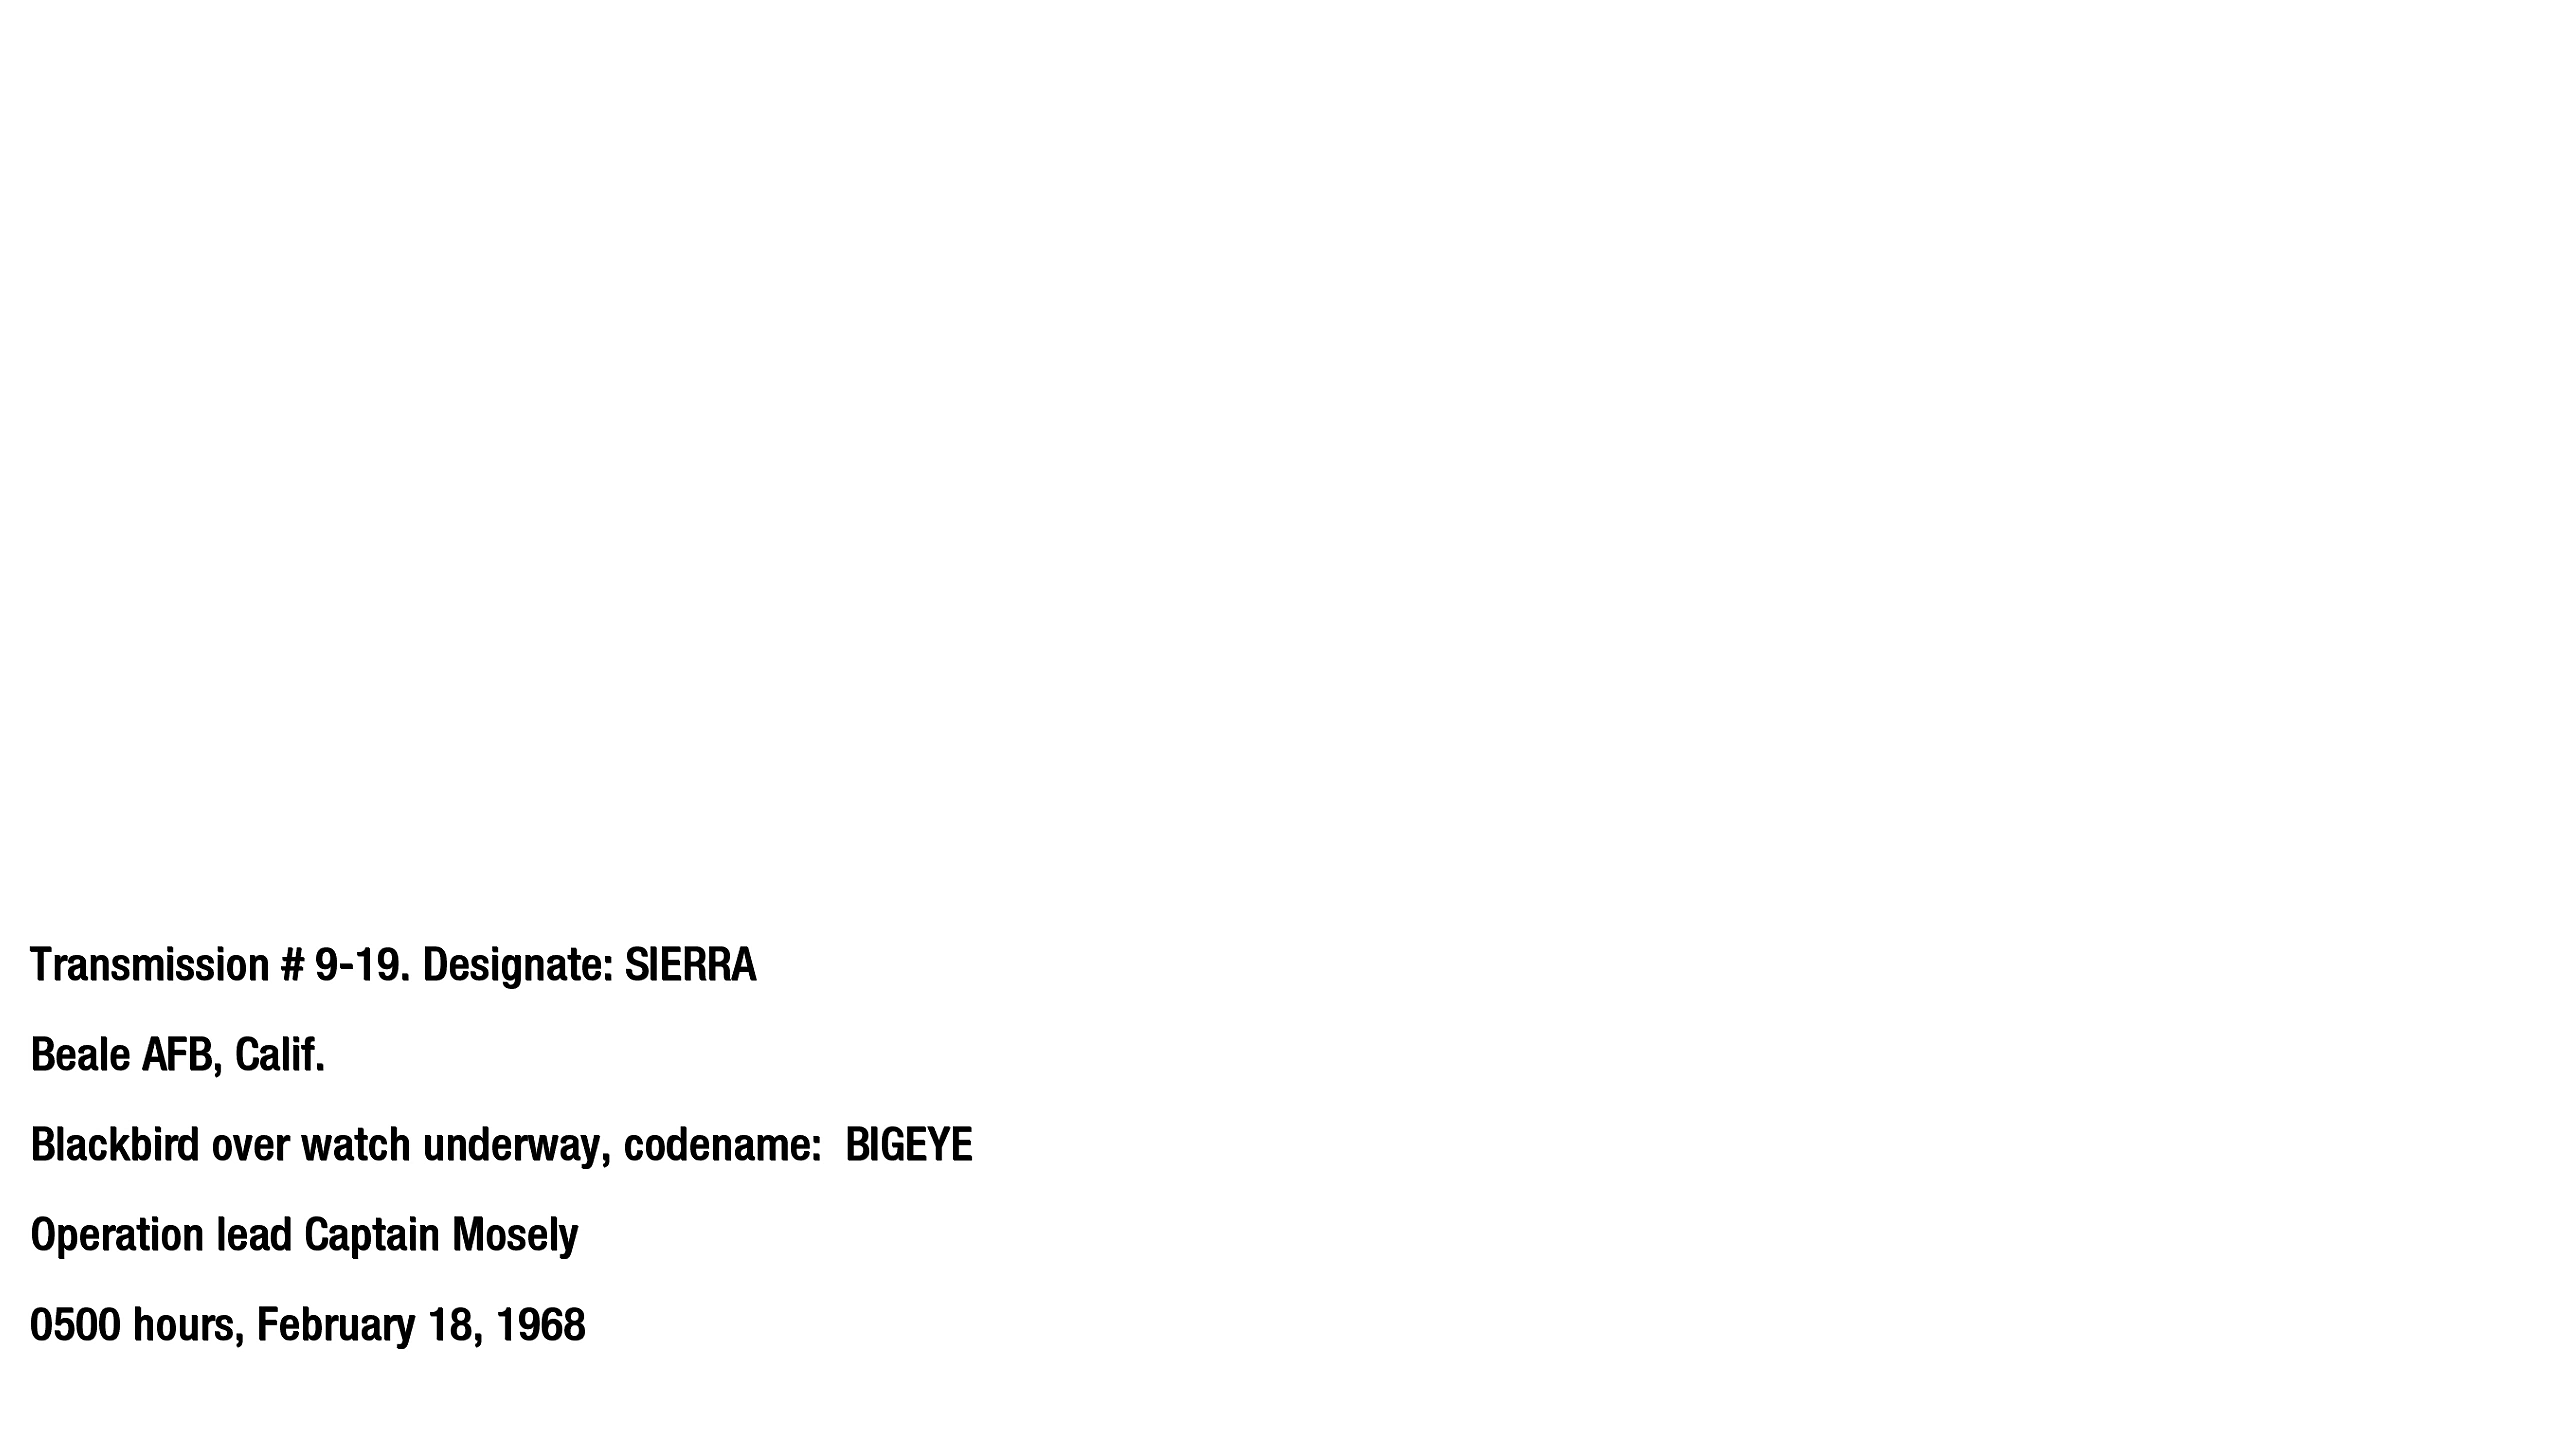 Transmission # 9-19. Designate: SIERRA
Beale AFB, Calif.
Blackbird over watch underway, codename:  BIGEYE
Operation lead Captain Mosely
0500 hours, February 18, 1968